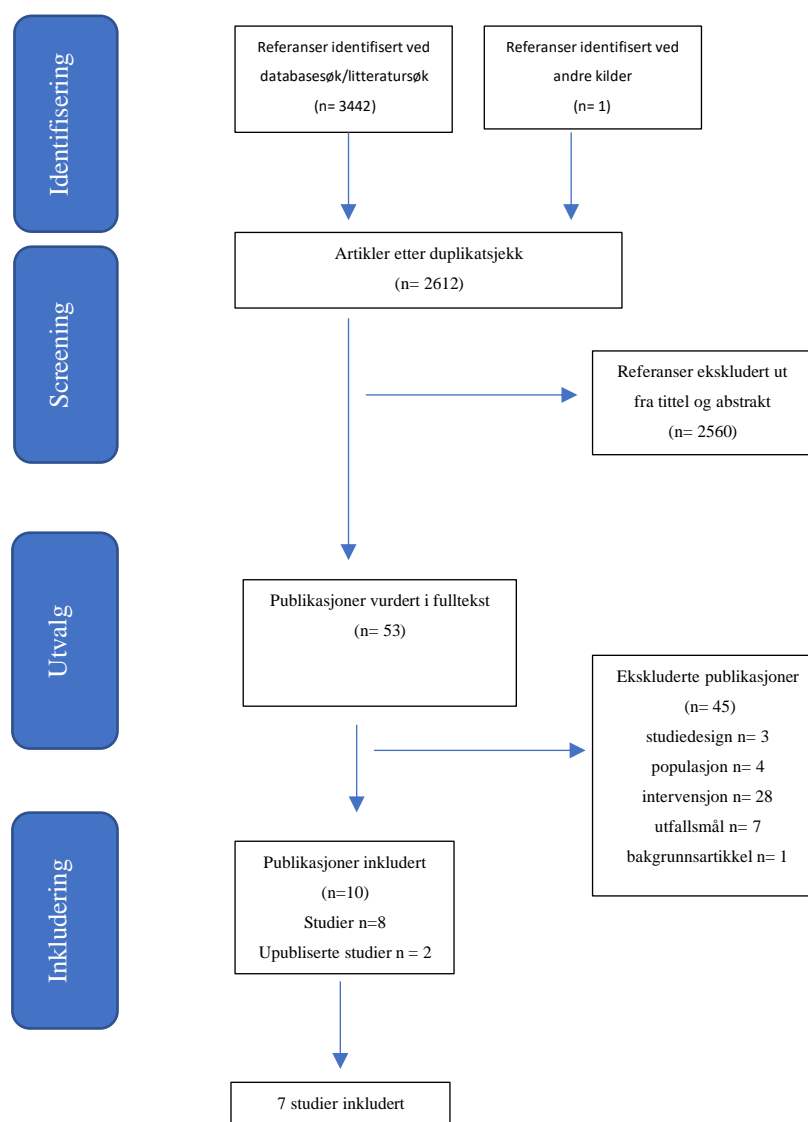 Identifisering
Referanser identifisert ved
databasesøk/litteratursøk
(n= 3442)
Referanser identifisert ved
andre kilder
(n= 1)
Screening
Artikler etter duplikatsjekk
(n= 2612)
Referanser ekskludert ut
fra tittel og abstrakt
(n= 2560)
Utvalg
Publikasjoner vurdert i fulltekst
(n= 53)
Ekskluderte publikasjoner
(n= 45)
studiedesign n= 3
populasjon n= 4
intervensjon n= 28
utfallsmål n= 7
bakgrunnsartikkel n= 1
Inkludering
Publikasjoner inkludert
(n=10)
Studier n=8
Upubliserte studier n = 2
7 studier inkludert